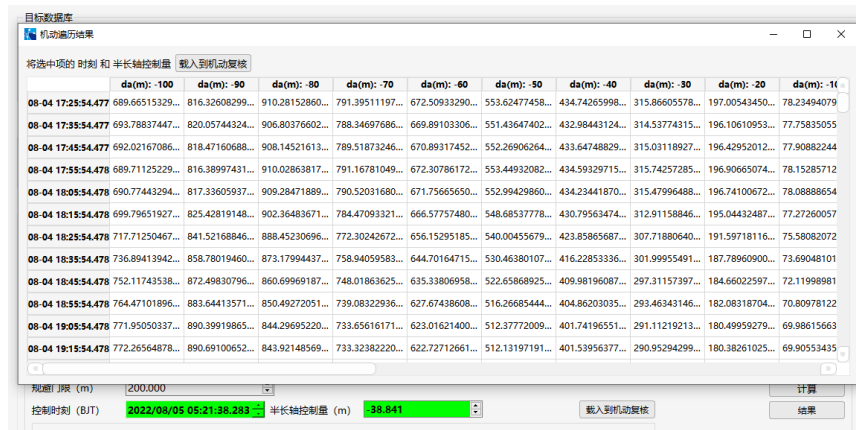 目标数据库
机动遍历结果
将选中项的 时刻 和 半长轴控制量 载入到机动复核
da(m): -100 da(m): -90 da(m): -80 da(m): -70 da(m): -60 da(m): -50 da(m): -40 da(m): -30 da(m): -20 da(m): -10
08-04 17:25:54.477 689.66515329... 816.32608299... 910.28152860... 791.39511197... 672.50933290... 553.62477458... 434.74265998... 315.86605578... 197.00543450... 78.23494079
08-04 17:35:54.477 693.78837447... 820.05744324... 906.80376602... 788.34697686... 669.89103306... 551.43647402... 432.98443124... 314.53774315... 196.10610953... 77.75835055
08-04 17:45:54.477 692.02167086... 818.47160688... 908.14521613... 789.51873246... 670.89317452... 552.26906264... 433.64748829... 315.03118927... 196.42952012... 77.90882244
08-04 17:55:54.478 689.71125229... 816.38997431... 910.02863817... 791.16781049... 672.30786172... 553.44932082... 434.59329715... 315.74257285... 196.90665074... 78.15285712
08-04 18:05:54.478 690.77443294... 817.33605937... 909.28471889... 790.52031680... 671.75665650... 552.99429860... 434.23441870... 315.47996488... 196.74100672... 78.08888654
08-04 18:15:54.478 699.79651927... 825.42819148... 902.36483671... 784.47093321... 666.57757480... 548.68537778... 430.79563474... 312.91158846... 195.04432487... 77.27260057
08-04 18:25:54.478 717.71250467... 841.52168846... 888.45230696... 772.30242672... 656.15295185... 540.00455679... 423.85865687... 307.71880640... 191.59718116... 75.58082072
08-04 18:35:54.478 736.89413942... 858.78019460... 873.17994437... 758.94059583... 644.70164715... 530.46380107... 416.22853336... 301.99955491... 187.78960900... 73.69048101
08-04 18:45:54.478 752.11743538... 872.49830796... 860.69969187... 748.01863625... 635.33806958... 522.65868925... 409.98196087... 297.31157397... 184.66022597... 72.11998981
08-04 18:55:54.478 764.47101896... 883.64413571... 850.49272051... 739.08322936... 627.67438608... 516.26685444... 404.86203035... 293.46343146... 182.08318704... 70.80978122
08-04 19:05:54.478 771.95050337... 890.39919865... 844.29695220... 733.65616171... 623.01621400... 512.37772009... 401.74196551... 291.11219213... 180.49959279... 69.98615663
08-04 19:15:54.478 772.26564878... 890.69100652... 843.92148569... 733.32382220... 622.72712661... 512.13197191... 401.53956377... 290.95294299... 180.38261025... 69.90553435
规避门限（m） 200.000 计算
控制时刻（BJT） 2022/08/05 05:21:38.283 半长轴控制量（m） -38.841 载入到机动复核 结果